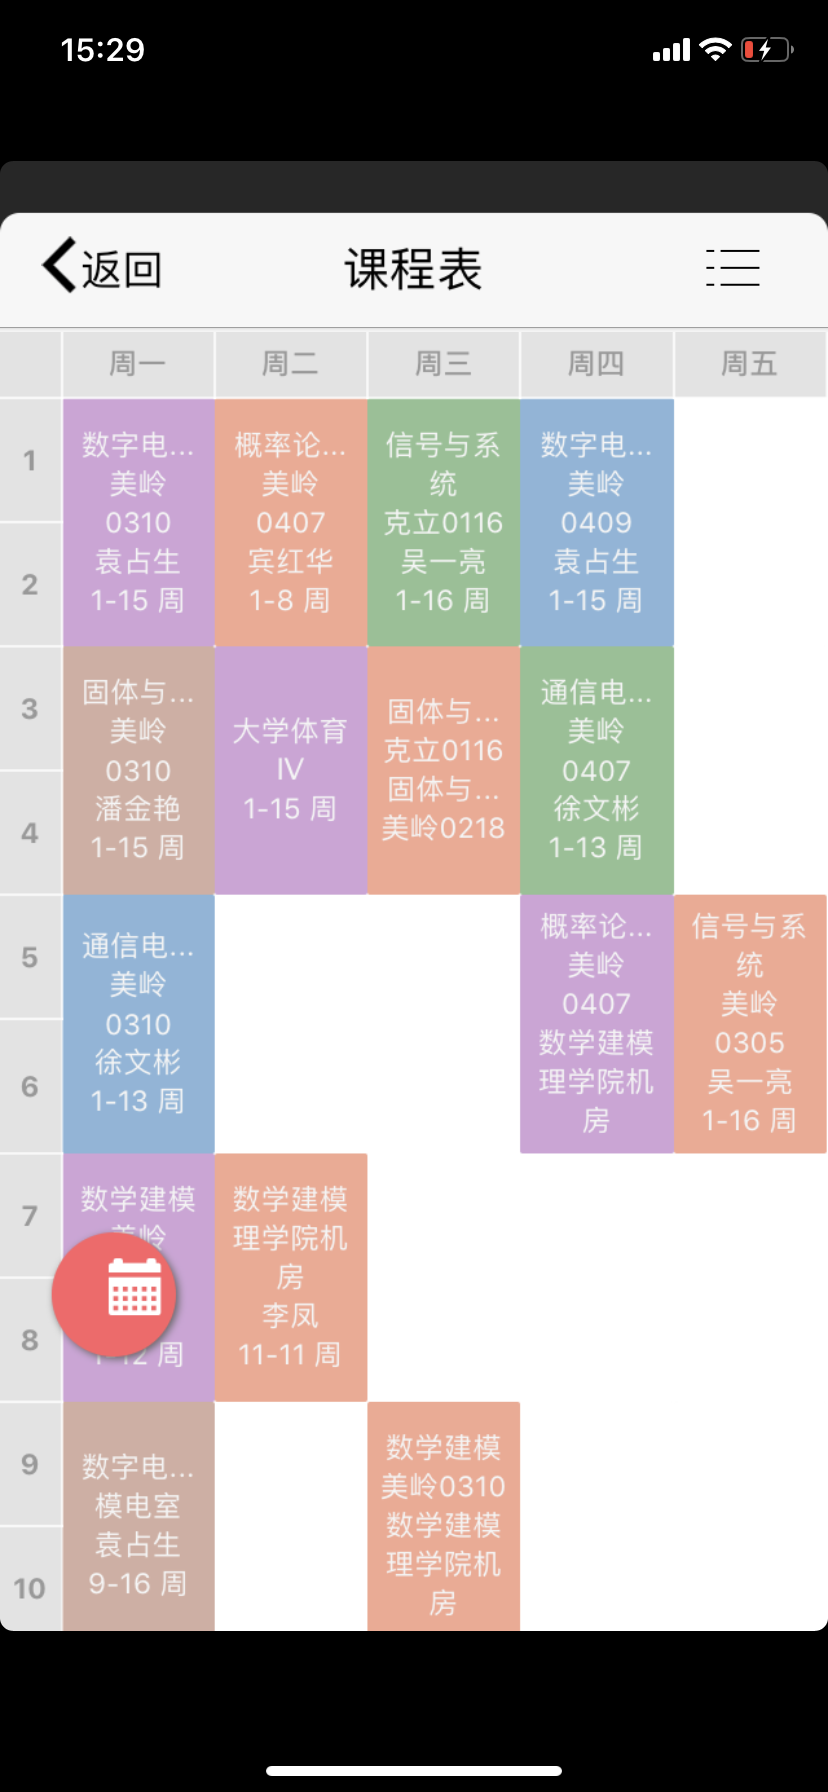 15:29
返回
课程表
周一
周二
周三
周四
周五
1
2
数字电...
美岭
0310
袁占生
1-15 周
概率论...
美岭
0407
宾红华
1-8 周
信号与系
统
克立0116
吴一亮
1-16 周
数字电...
美岭
0409
袁占生
1-15 周
3
4
固体与...
美岭
0310
潘金艳
1-15 周
大学体育
IV
1-15 周
固体与...
克立0116
固体与...
美岭0218
通信电...
美岭
0407
徐文彬
1-13 周
5
6
通信电...
美岭
0310
徐文彬
1-13 周
概率论...
美岭
0407
数学建模
理学院机
房
信号与系
统
美岭
0305
吴一亮
1-16 周
7
8
数学建模
美岭
1-12 周
数学建模
理学院机
房
李凤
11-11 周
9
10
数字电...
模电室
袁占生
9-16 周
数学建模
美岭0310
数学建模
理学院机
房